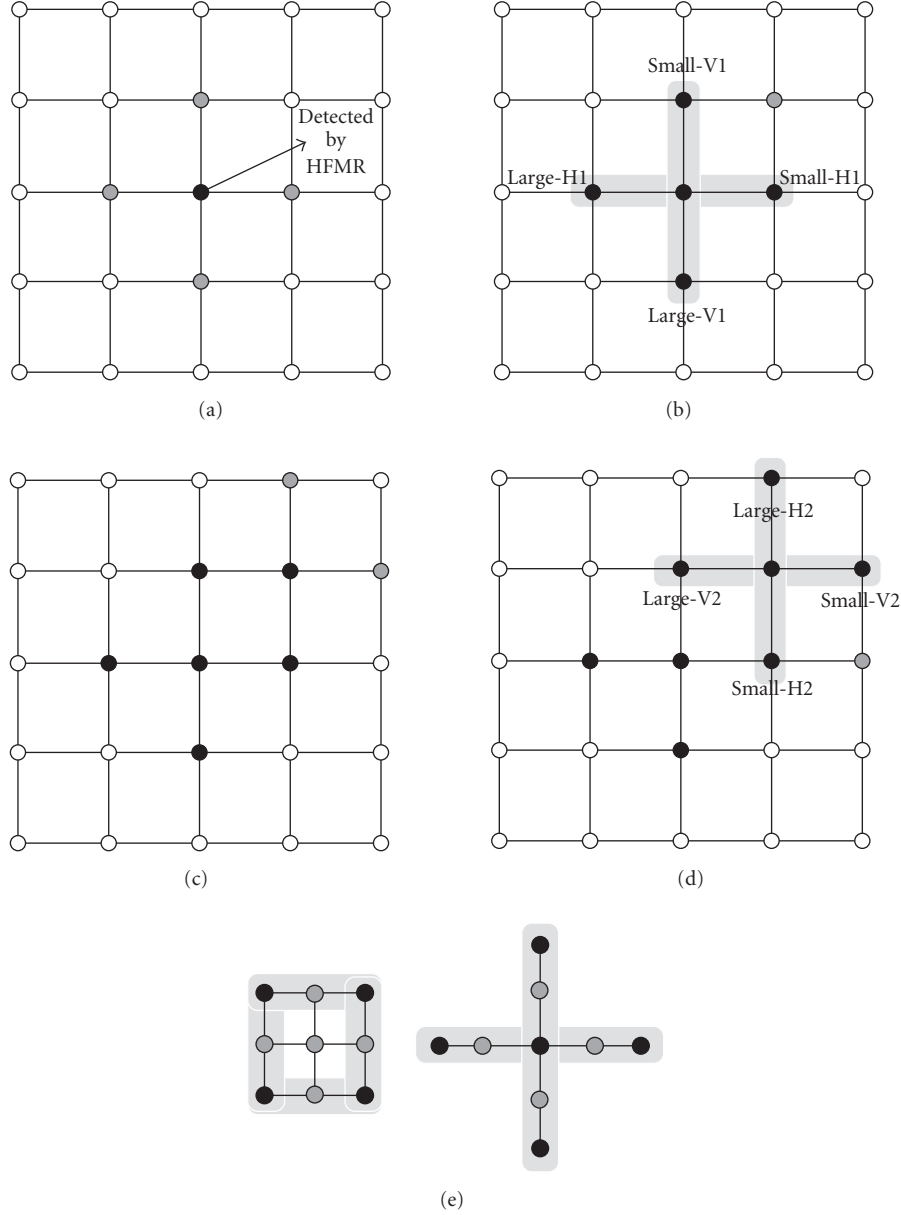 Detected
by
HFMR
(a)
Small-V1
Large-H1
Small-H1
Large-V1
(b)
(c)
Large-H2
Large-V2
Small-V2
Small-H2
(d)
(e)